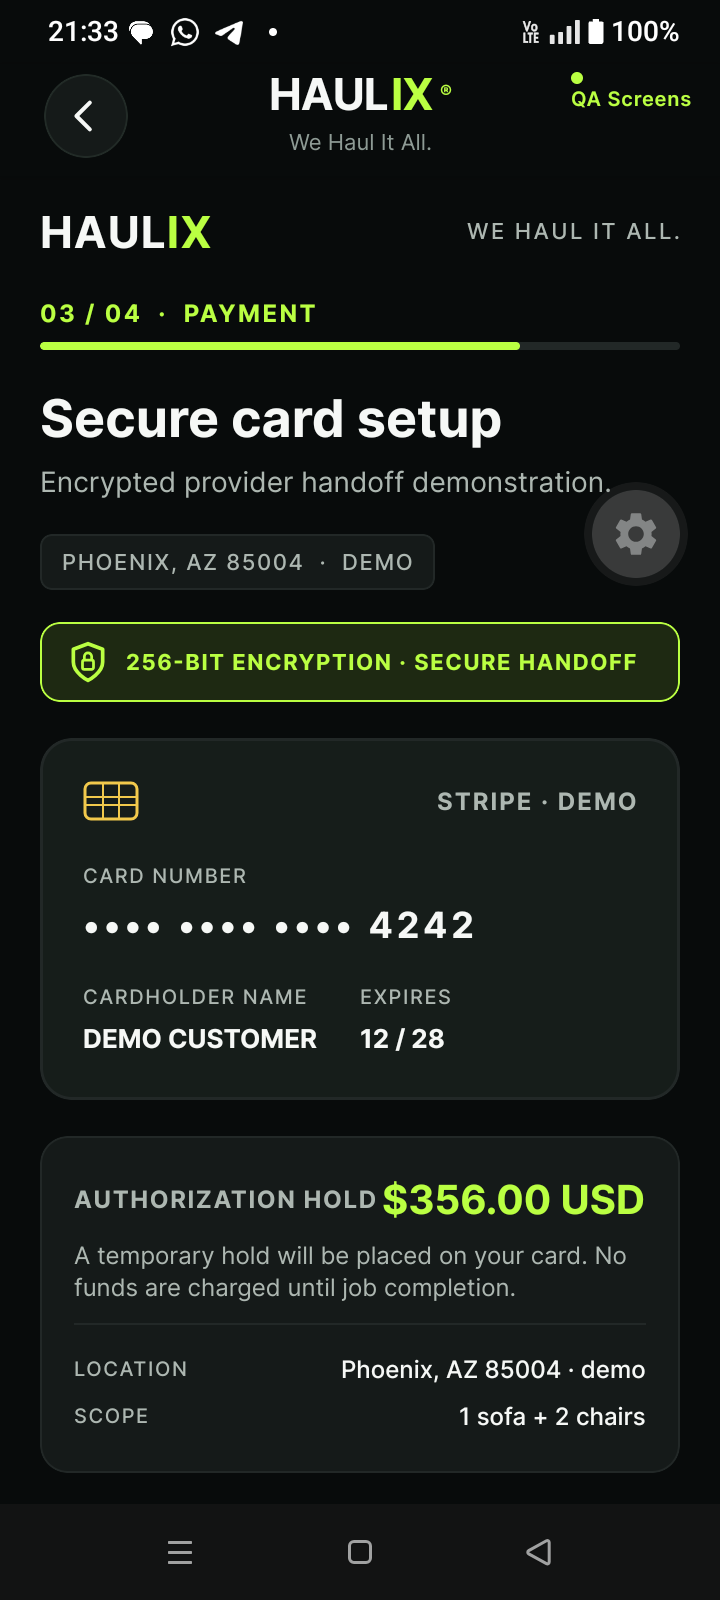 21:33
Vo LTE 100%
HAULIX®
We Haul It All.
QA Screens
HAULIX
WE HAUL IT ALL.
03 / 04 · PAYMENT
Secure card setup
Encrypted provider handoff demonstration.
PHOENIX, AZ 85004 · DEMO
256-BIT ENCRYPTION · SECURE HANDOFF
STRIPE · DEMO
CARD NUMBER
•••• •••• •••• 4242
CARDHOLDER NAME EXPIRES
DEMO CUSTOMER 12 / 28
AUTHORIZATION HOLD $356.00 USD
A temporary hold will be placed on your card. No
funds are charged until job completion.
LOCATION Phoenix, AZ 85004 · demo
SCOPE 1 sofa + 2 chairs